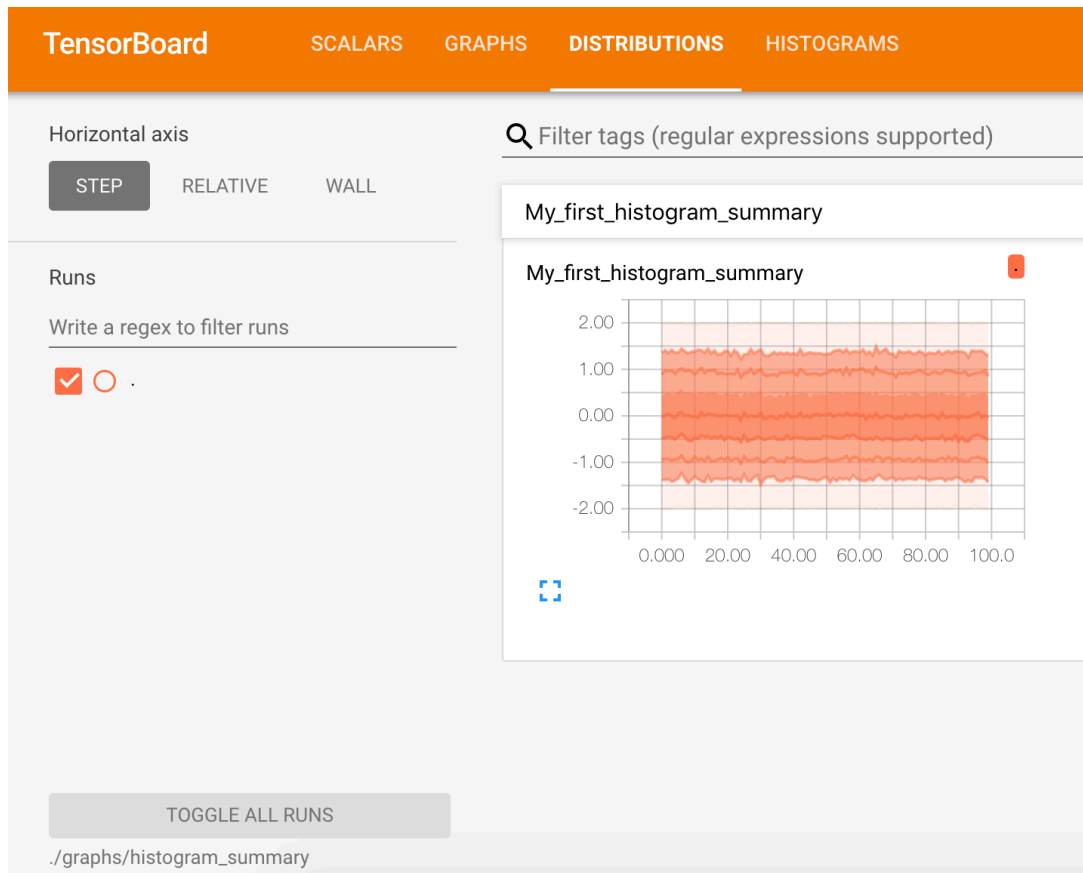 TensorBoard SCALARS GRAPHS DISTRIBUTIONS HISTOGRAMS
Horizontal axis
STEP RELATIVE WALL
Runs
Write a regex to filter runs
.
TOGGLE ALL RUNS
./graphs/histogram_summary
Filter tags (regular expressions supported)
My_first_histogram_summary
My_first_histogram_summary
.
2.00
1.00
0.00
-1.00
-2.00
0.000 20.00 40.00 60.00 80.00 100.0